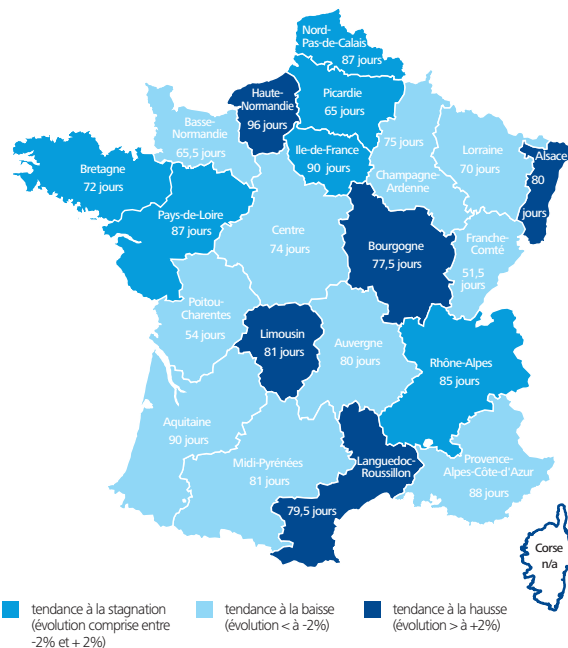 Nord-
Pas-de-Calais
87 jours
Haute-
Normandie
96 jours
Picardie
65 jours
Basse-
Normandie
65,5 jours
Ile-de-France
90 jours
75 jours
Champagne-
Ardenne
Lorraine
70 jours
Alsace
80
jours
Bretagne
72 jours
Pays-de-Loire
87 jours
Centre
74 jours
Bourgogne
77,5 jours
Franche-
Comté
51,5
jours
Poitou-
Charentes
54 jours
Limousin
81 jours
Auvergne
80 jours
Rhône-Alpes
85 jours
Aquitaine
90 jours
Midi-Pyrénées
81 jours
Languedoc-
Roussillon
79,5 jours
Provence-
Alpes-Côte-d'Azur
88 jours
Corse
n/a
tendance à la stagnation
(évolution comprise entre
-2% et + 2%)
tendance à la baisse
(évolution < à -2%)
tendance à la hausse
(évolution > à +2%)